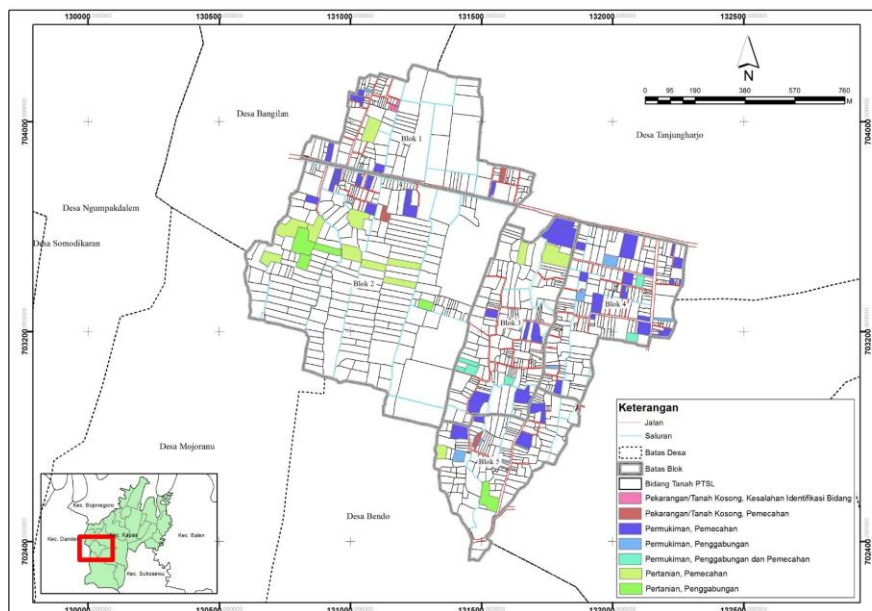 130000
130500
131000
131500
132000
132500
704000
704000
N
0 95 190 380 570 760
M
Desa Bangilan
Desa Tanjungharjo
Blok 1
Desa Ngumpakdalem
Desa Somodikaran
Blok 2
Blok 4
Blok 3
703200
703200
Desa Mojoranu
Blok 5
Desa Bendo
Keterangan
Jalan
Saluran
Batas Desa
Batas Blok
Bidang Tanah PTSL
Pekarangan/Tanah Kosong, Kesalahan Identifikasi Bidang
Pekarangan/Tanah Kosong, Pemecahan
Permukiman, Pemecahan
Permukiman, Penggabungan
Permukiman, Penggabungan dan Pemecahan
Pertanian, Pemecahan
Pertanian, Penggabungan
Kec. Bojonegoro
Kec. Dander
Kec. Kapas
Kec. Balen
Kec. Sukosewu
702400
702400
130000
130500
131000
131500
132000
132500